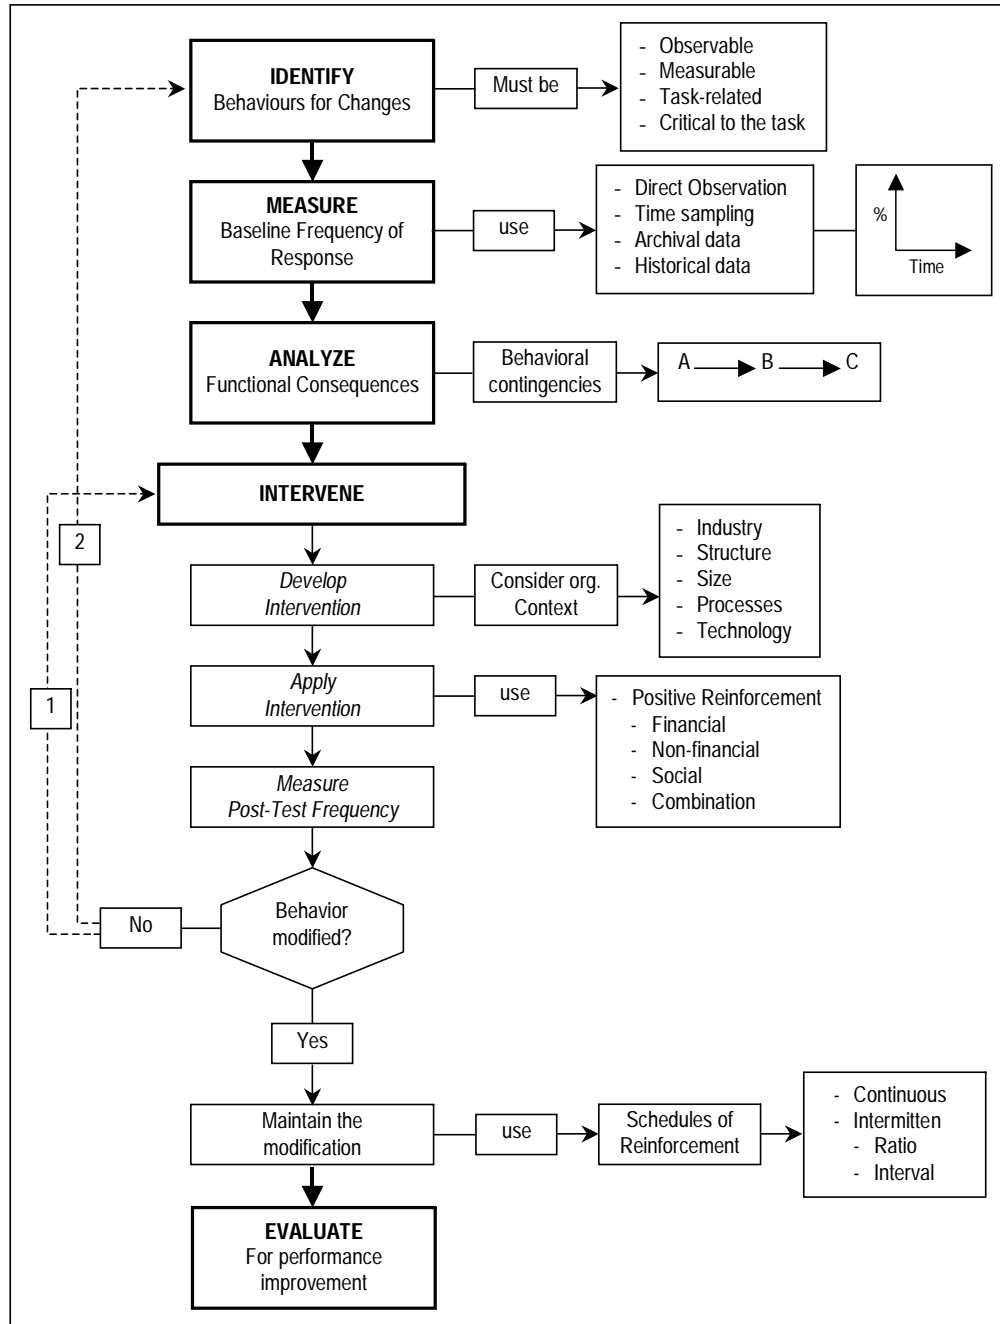 IDENTIFY
Behaviours for Changes
Must be
- Observable
- Measurable
- Task-related
- Critical to the task
MEASURE
Baseline Frequency of
Response
use
- Direct Observation
- Time sampling
- Archival data
- Historical data
%
Time
ANALYZE
Functional Consequences
Behavioral
contingencies
A B C
INTERVENE
2
Develop
Intervention
Consider org.
Context
- Industry
- Structure
- Size
- Processes
- Technology
1
Apply
Intervention
use
- Positive Reinforcement
- Financial
- Non-financial
- Social
- Combination
Measure
Post-Test Frequency
Behavior
modified?
No
Yes
Maintain the
modification
use
Schedules of
Reinforcement
- Continuous
- Intermitten
- Ratio
- Interval
EVALUATE
For performance
improvement